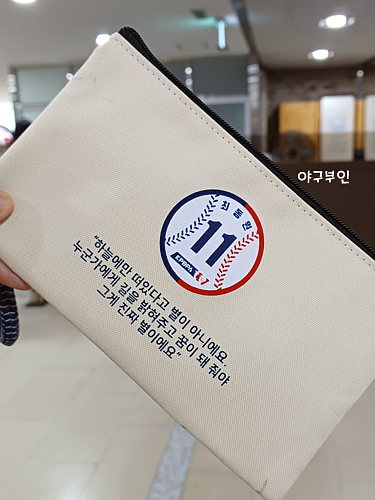 야구부인
최동원
11
"하늘에만 떠있다고 별이 아니에요.
누군가에게 길을 밝혀주고 꿈이 돼 줘야
그게 진짜 별이에요"